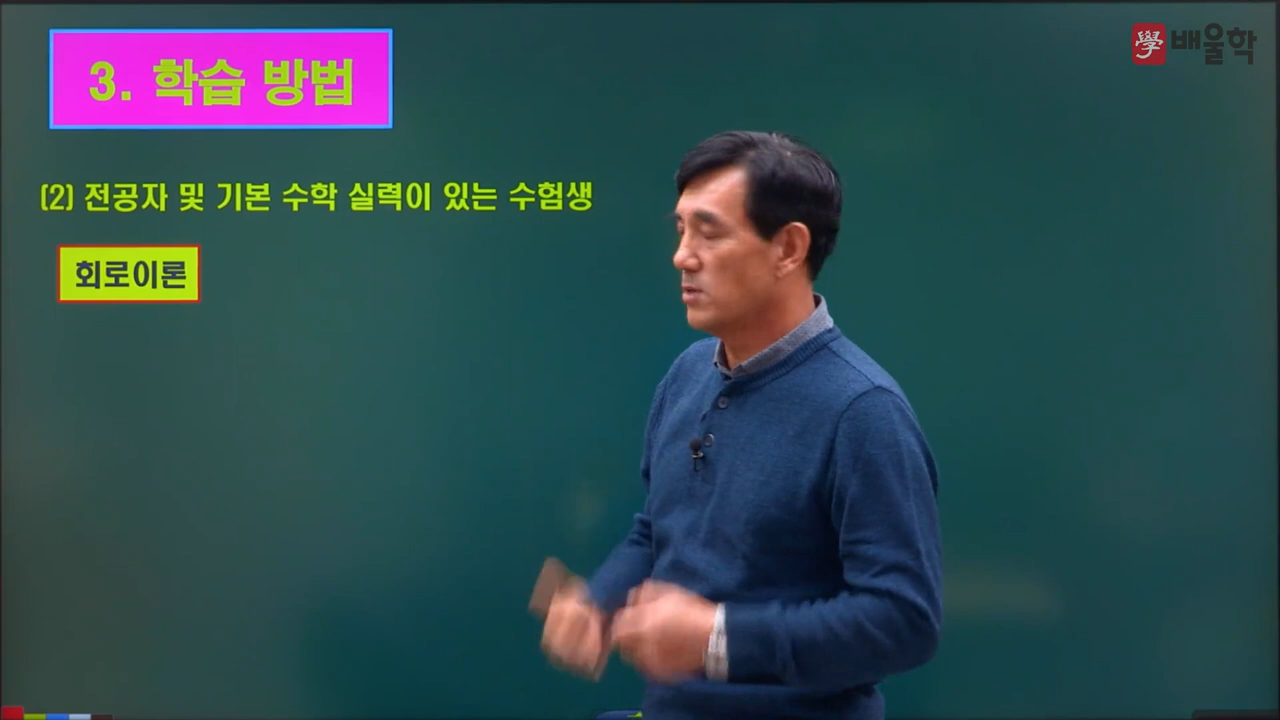 3. 학습 방법
學 배울학
(2) 전공자 및 기본 수학 실력이 있는 수험생
회로이론